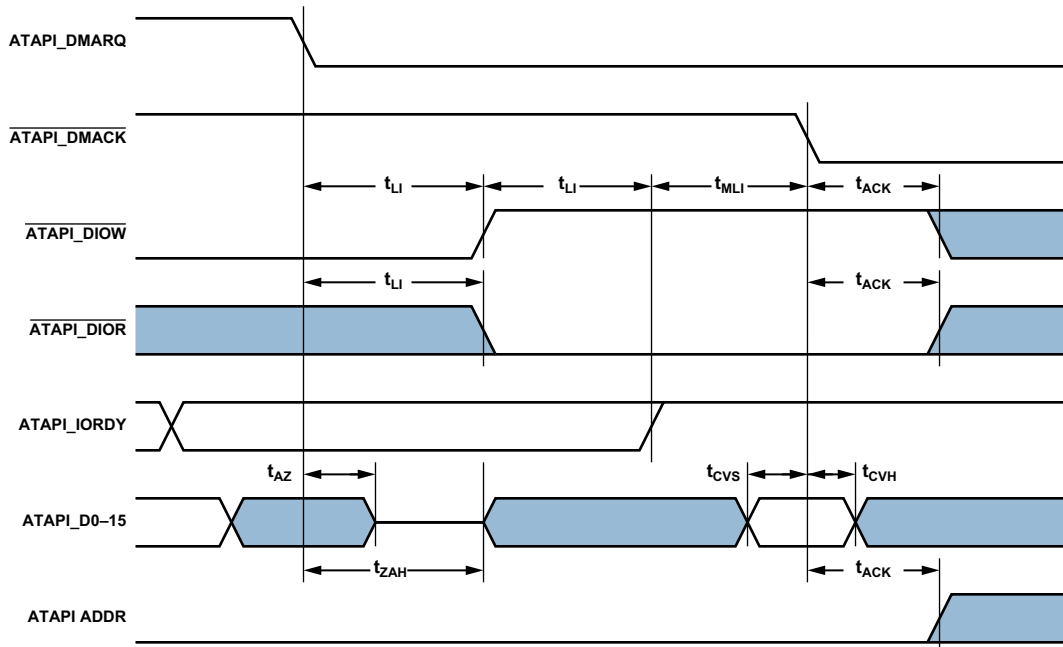 ATAPI_DMARQ
ATAPI_DMACK
tLI tLI tMLI tACK
ATAPI_DIOW
tLI tACK
ATAPI_DIOR
ATAPI_IORDY
tAZ tCVS tCVH
ATAPI_D0–15
tZAH tACK
ATAPI ADDR